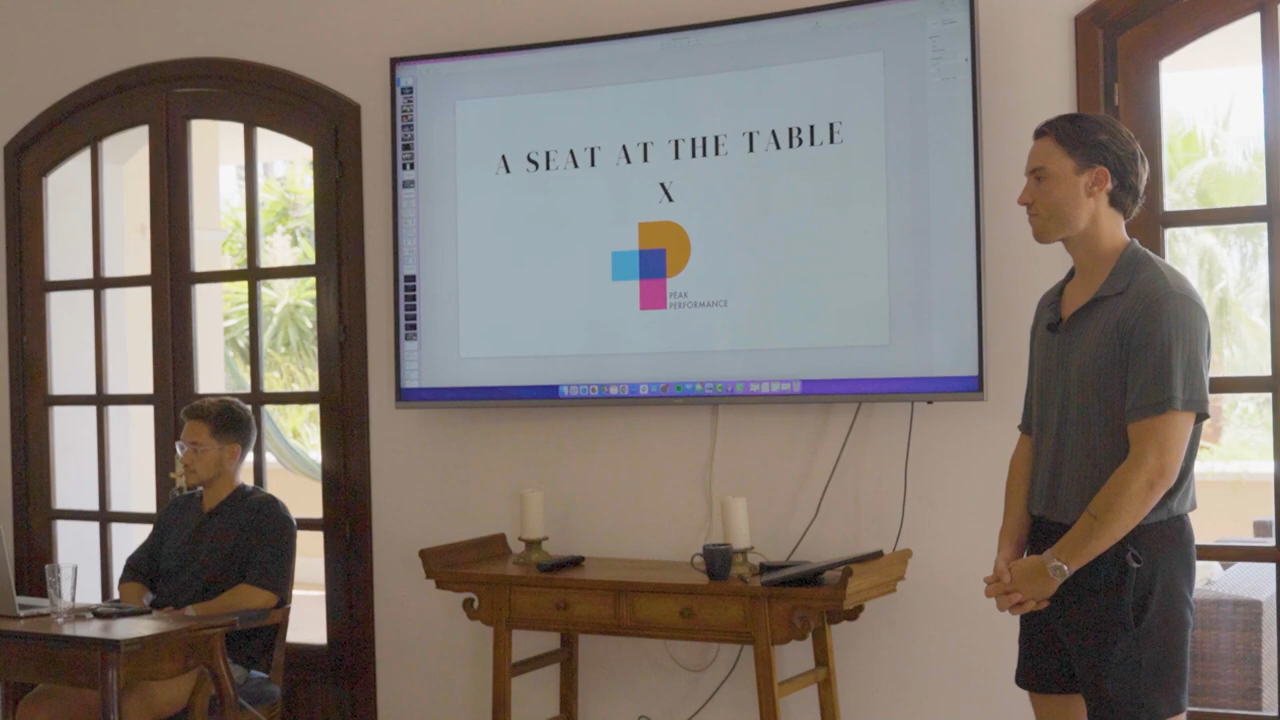 A SEAT AT THE TABLE
X
PEAK
PERFORMANCE